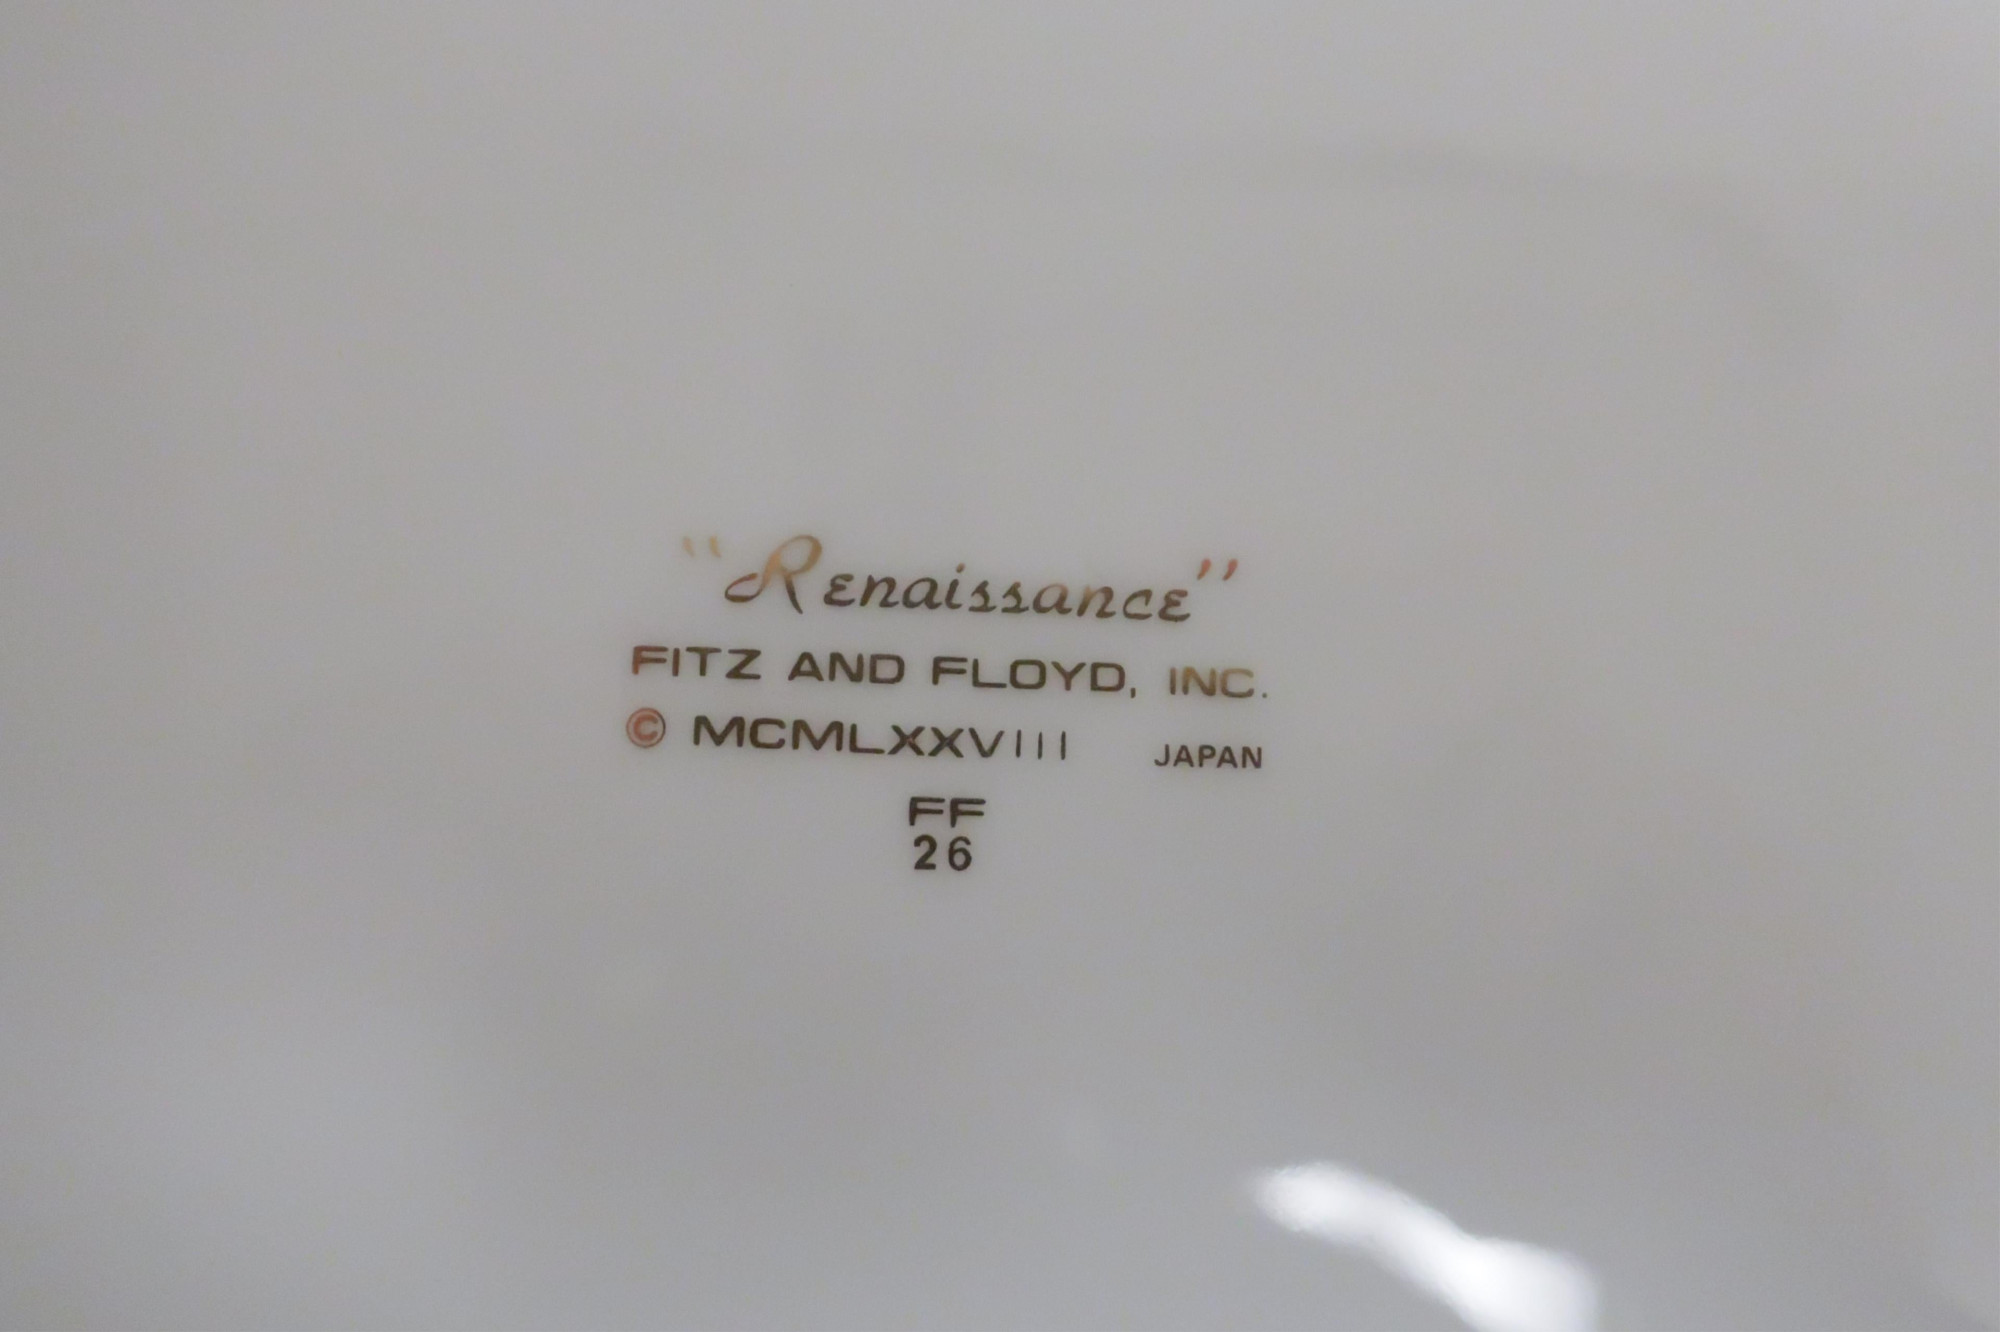 "Renaissance"
FITZ AND FLOYD, INC.
© MCMLXXVIII JAPAN
FF
26